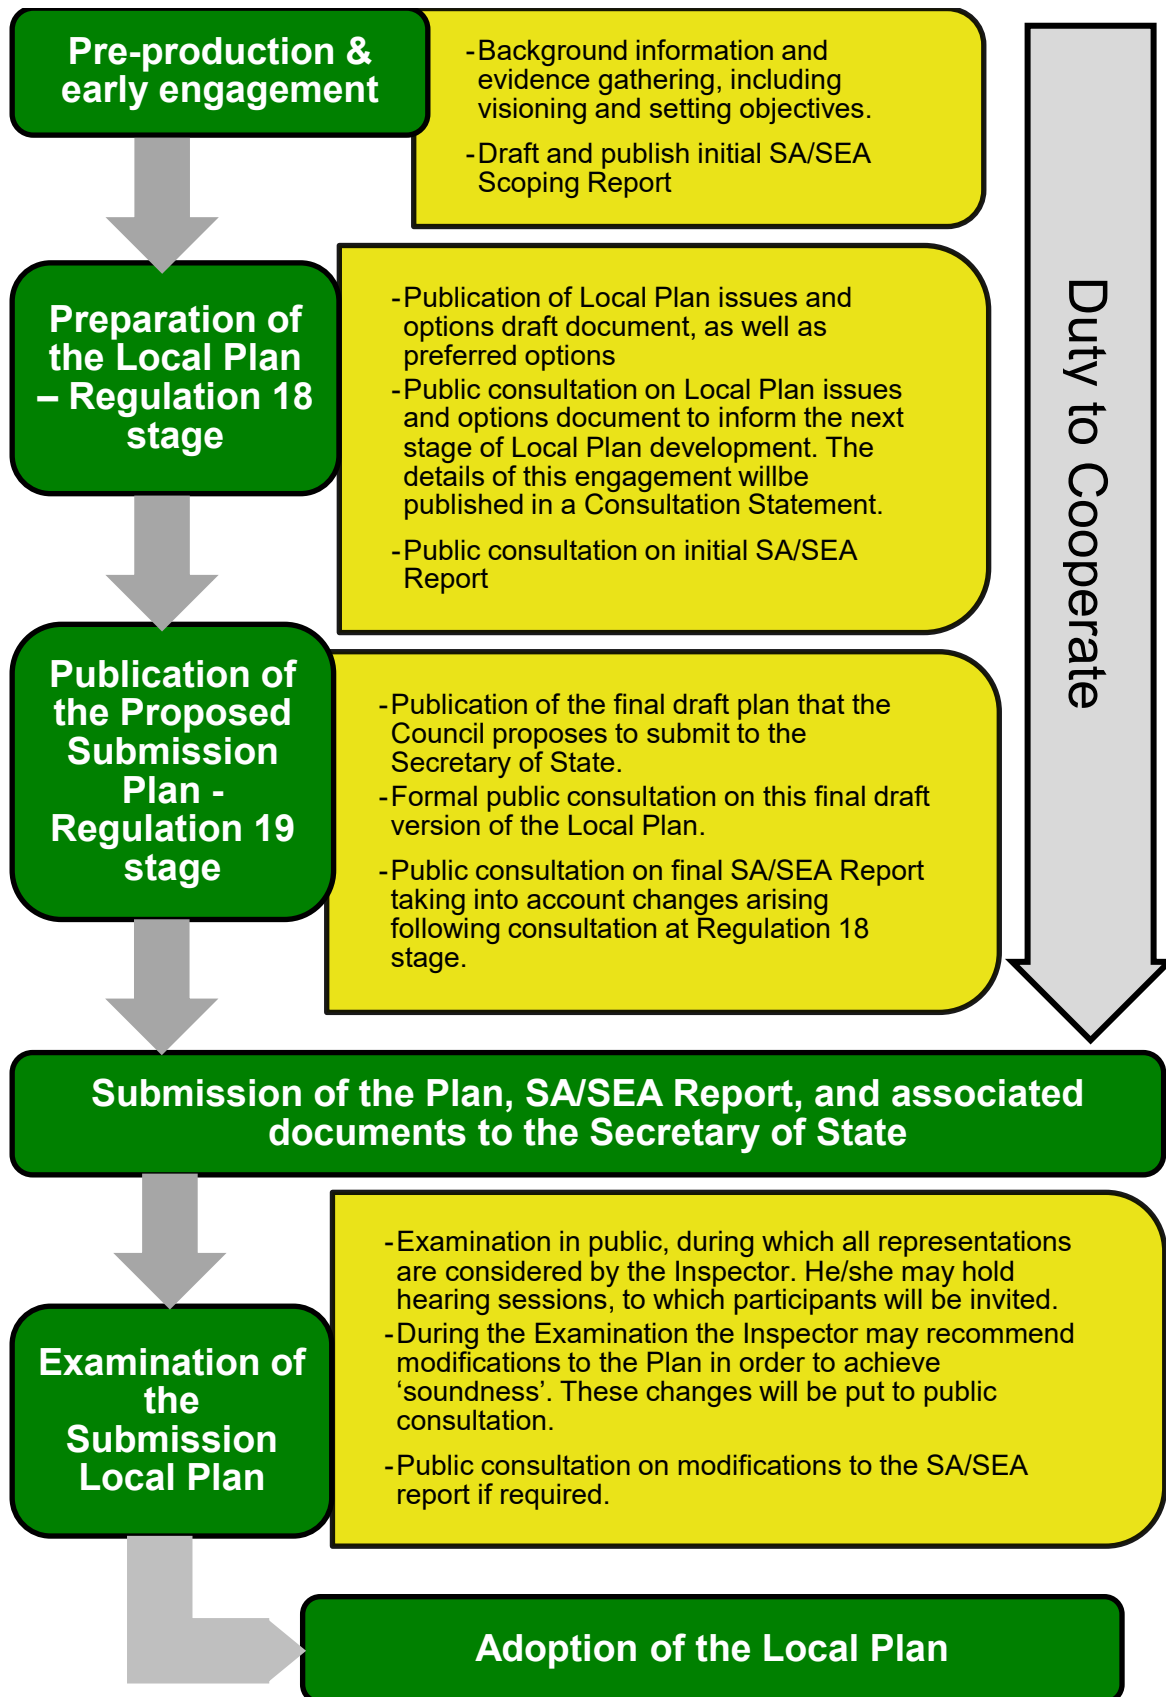 Pre-production &
early engagement
-Background information and
evidence gathering, including
visioning and setting objectives.
-Draft and publish initial SA/SEA
Scoping Report
Preparation of
the Local Plan
– Regulation 18
stage
-Publication of Local Plan issues and
options draft document, as well as
preferred options
-Public consultation on Local Plan issues
and options document to inform the next
stage of Local Plan development. The
details of this engagement willbe
published in a Consultation Statement.
-Public consultation on initial SA/SEA
Report
Publication of
the Proposed
Submission
Plan -
Regulation 19
stage
-Publication of the final draft plan that the
Council proposes to submit to the
Secretary of State.
-Formal public consultation on this final draft
version of the Local Plan.
-Public consultation on final SA/SEA Report
taking into account changes arising
following consultation at Regulation 18
stage.
Duty to Cooperate
Submission of the Plan, SA/SEA Report, and associated
documents to the Secretary of State
Examination of
the
Submission
Local Plan
-Examination in public, during which all representations
are considered by the Inspector. He/she may hold
hearing sessions, to which participants will be invited.
-During the Examination the Inspector may recommend
modifications to the Plan in order to achieve
‘soundness’. These changes will be put to public
consultation.
-Public consultation on modifications to the SA/SEA
report if required.
Adoption of the Local Plan